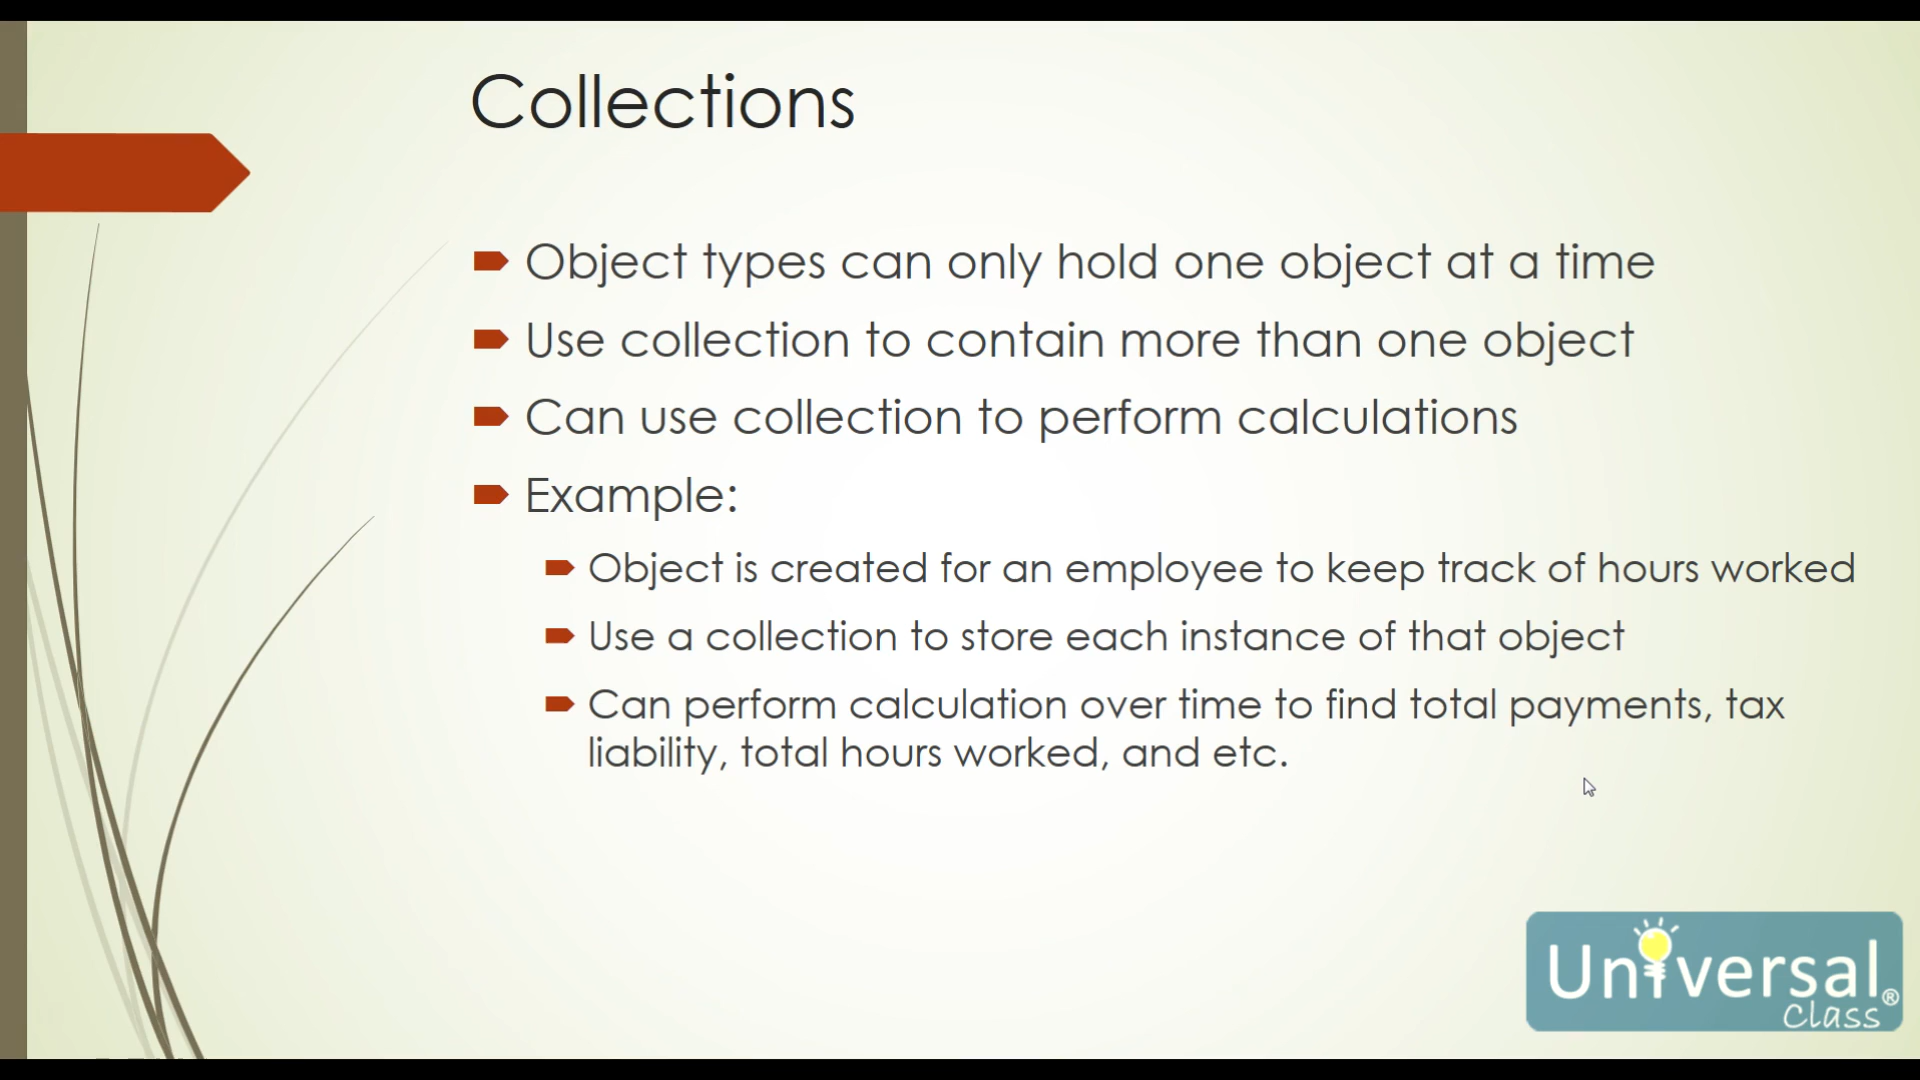 Collections
Object types can only hold one object at a time
Use collection to contain more than one object
Can use collection to perform calculations
Example:
Object is created for an employee to keep track of hours worked
Use a collection to store each instance of that object
Can perform calculation over time to find total payments, tax
liability, total hours worked, and etc.
Universal®
Class